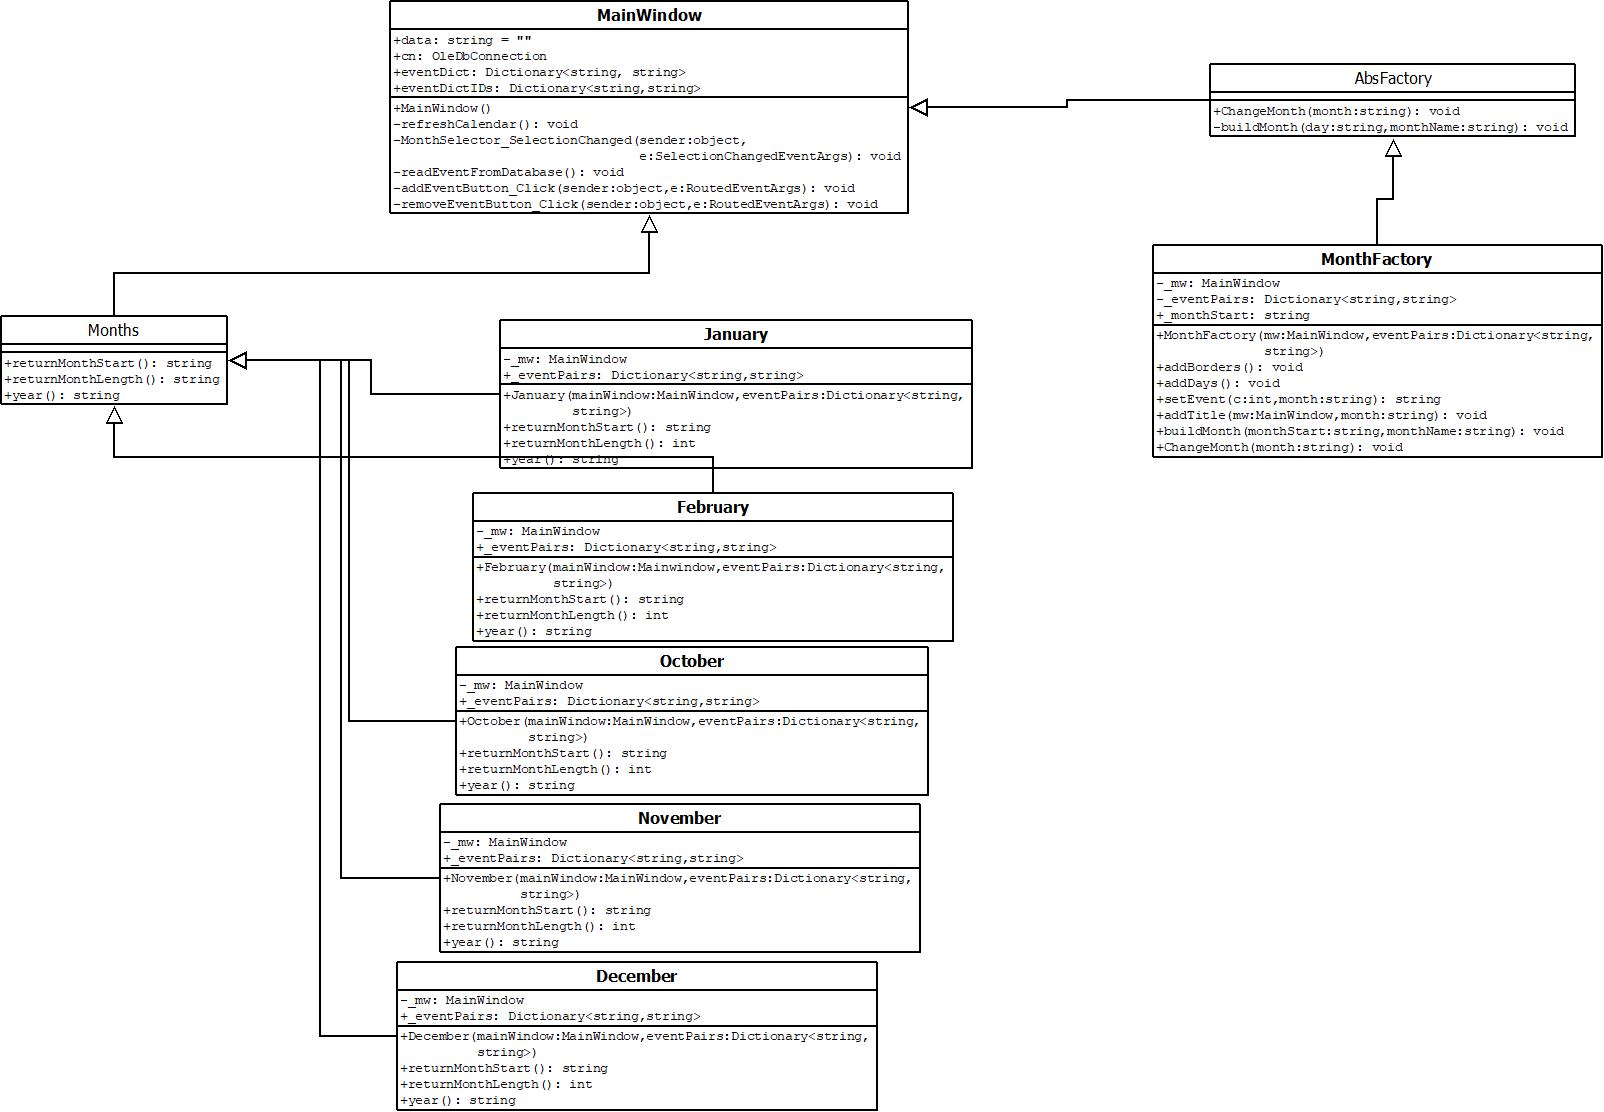 MainWindow
+data: string = ""
+cn: OleDbConnection
+eventDict: Dictionary<string, string>
+eventDictIDs: Dictionary<string,string>
+MainWindow()
-refreshCalendar(): void
-MonthSelector_SelectionChanged(sender:object,
e:SelectionChangedEventArgs): void
-readEventFromDatabase(): void
-addEventButton_Click(sender:object,e:RoutedEventArgs): void
-removeEventButton_Click(sender:object,e:RoutedEventArgs): void
AbsFactory
+ChangeMonth(month:string): void
-buildMonth(day:string,monthName:string): void
MonthFactory
-_mw: MainWindow
-_eventPairs: Dictionary<string,string>
+_monthStart: string
+MonthFactory(mw:MainWindow,eventPairs:Dictionary<string,
string>)
+addBorders(): void
+addDays(): void
+setEvent(c:int,month:string): string
+addTitle(mw:MainWindow,month:string): void
+buildMonth(monthStart:string,monthName:string): void
+ChangeMonth(month:string): void
Months
+returnMonthStart(): string
+returnMonthLength(): string
+year(): string
January
-_mw: MainWindow
+_eventPairs: Dictionary<string,string>
+January(mainWindow:MainWindow,eventPairs:Dictionary<string,
string>)
+returnMonthStart(): string
+returnMonthLength(): int
+year(): string
February
-_mw: MainWindow
+_eventPairs: Dictionary<string,string>
+February(mainWindow:Mainwindow,eventPairs:Dictionary<string,
string>)
+returnMonthStart(): string
+returnMonthLength(): int
+year(): string
October
-_mw: MainWindow
+_eventPairs: Dictionary<string,string>
+October(mainWindow:MainWindow,eventPairs:Dictionary<string,
string>)
+returnMonthStart(): string
+returnMonthLength(): int
+year(): string
November
-_mw: MainWindow
+_eventPairs: Dictionary<string,string>
+November(mainWindow:MainWindow,eventPairs:Dictionary<string,
string>)
+returnMonthStart(): string
+returnMonthLength(): int
+year(): string
December
-_mw: MainWindow
+_eventPairs: Dictionary<string,string>
+December(mainWindow:MainWindow,eventPairs:Dictionary<string,
string>)
+returnMonthStart(): string
+returnMonthLength(): int
+year(): string